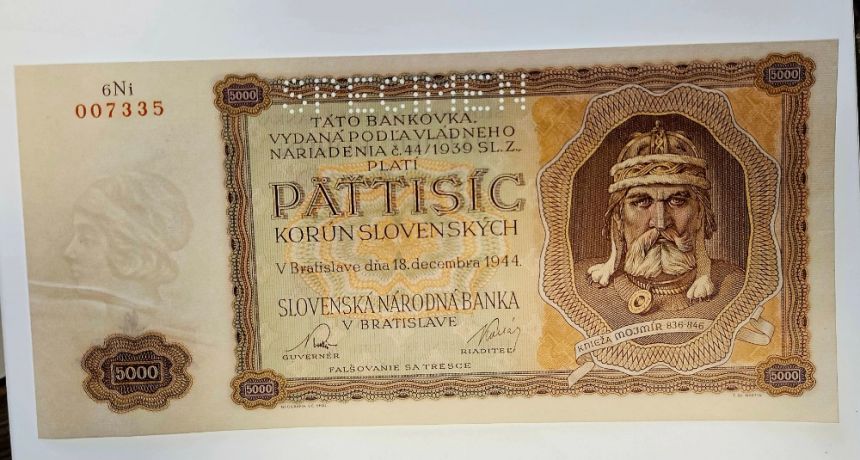 6Ni
007335
5000
SPECIMEN
5000
TÁTO BANKOVKA,
VYDANÁ PODĽA VLÁDNEHO
NARIADENIA č. 44/1939 SL. Z.,
PLATÍ
PÄŤTISÍC
KORÚN SLOVENSKÝCH
V Bratislave dňa 18. decembra 1944.
SLOVENSKÁ NÁRODNÁ BANKA
V BRATISLAVE
GUVERNÉR
RIADITEĽ
FALŠOVANIE SA TRESCE
KNIEŽA MOJMÍR 836-846
5000
5000
5000